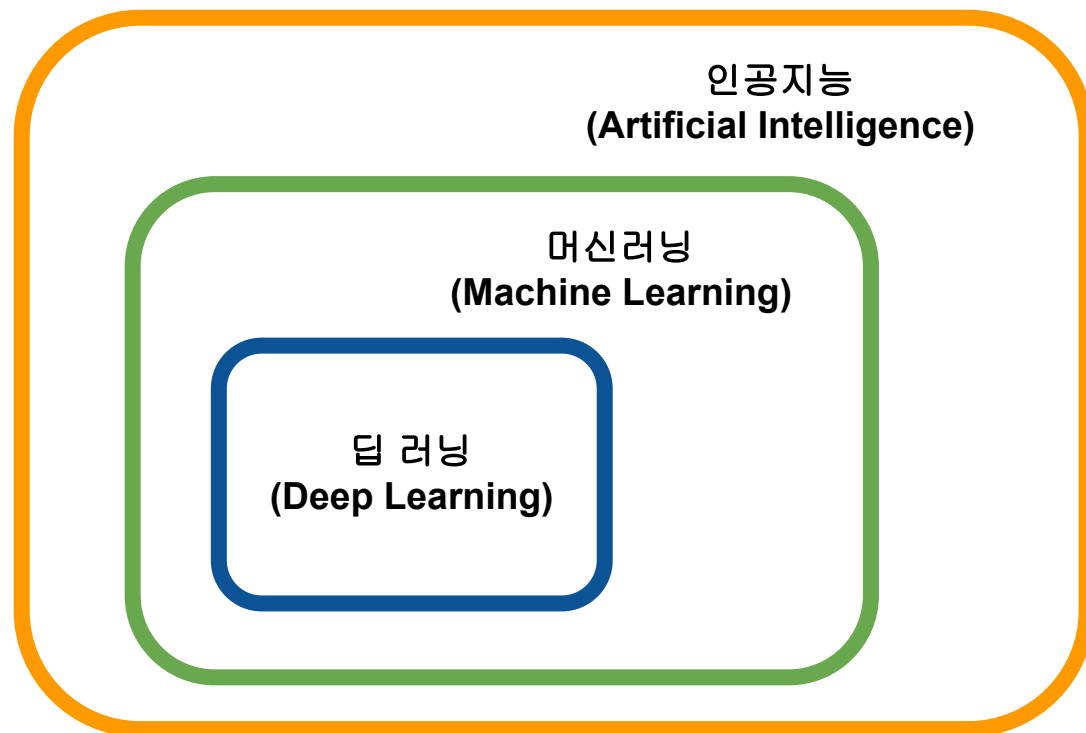 인공지능
(Artificial Intelligence)
머신러닝
(Machine Learning)
딥 러닝
(Deep Learning)